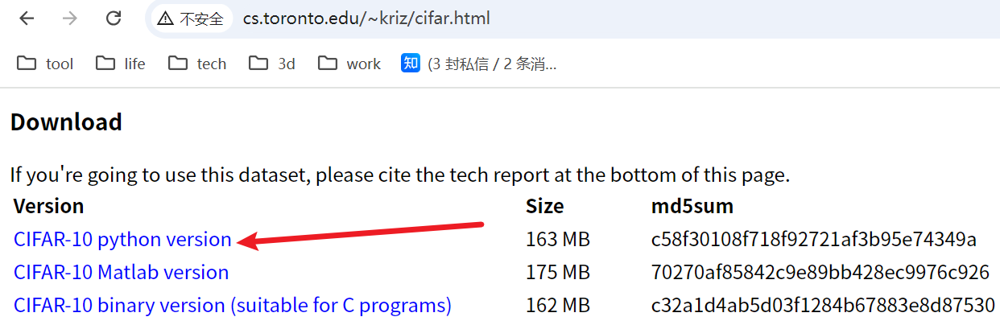 不安全 cs.toronto.edu/~kriz/cifar.html
tool life tech 3d work 知 (3 封私信 / 2 条消...
Download
If you're going to use this dataset, please cite the tech report at the bottom of this page.
Version Size md5sum
CIFAR-10 python version 163 MB c58f30108f718f92721af3b95e74349a
CIFAR-10 Matlab version 175 MB 70270af85842c9e89bb428ec9976c926
CIFAR-10 binary version (suitable for C programs) 162 MB c32a1d4ab5d03f1284b67883e8d87530